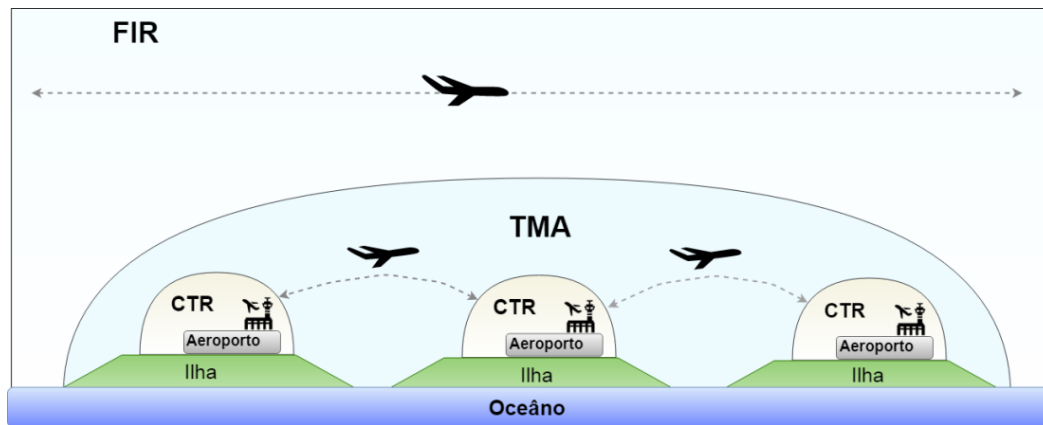 FIR
TMA
CTR
Aeroporto
Ilha
CTR
Aeroporto
Ilha
CTR
Aeroporto
Ilha
Oceâno